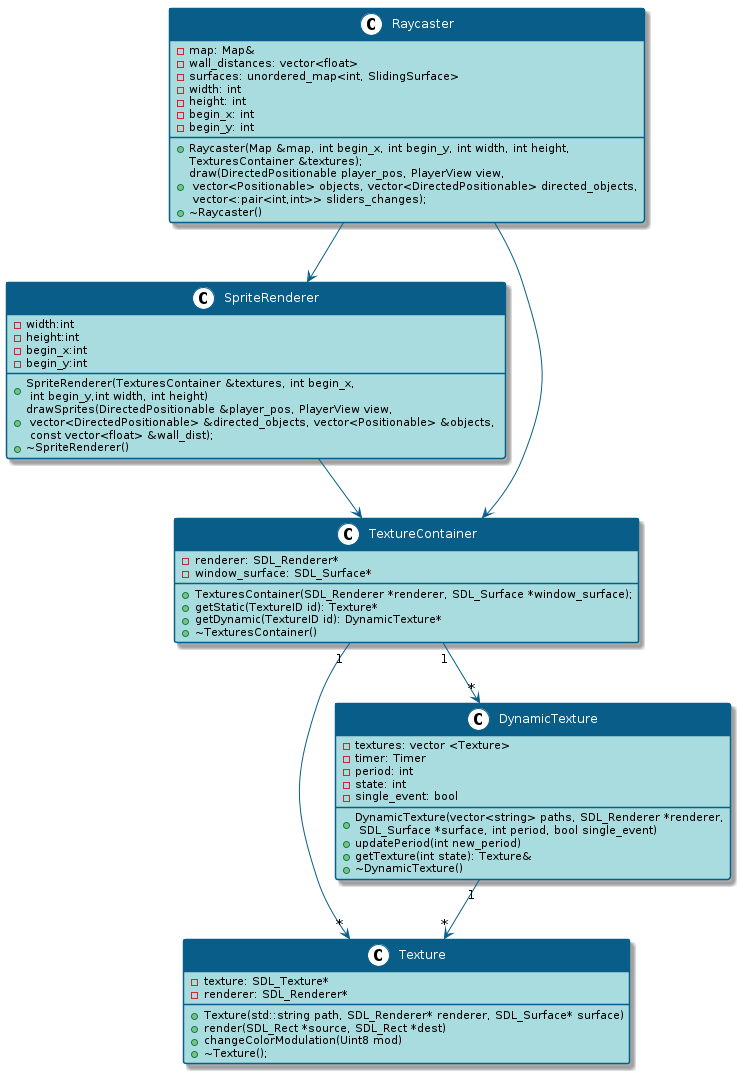 C Raycaster
map: Map&
wall_distances: vector<float>
surfaces: unordered_map<int, SlidingSurface>
width: int
height: int
begin_x: int
begin_y: int
Raycaster(Map &map, int begin_x, int begin_y, int width, int height,
TexturesContainer &textures);
draw(DirectedPositionable player_pos, PlayerView view,
vector<Positionable> objects, vector<DirectedPositionable> directed_objects,
vector<:pair<int,int>> sliders_changes);
~Raycaster()
C SpriteRenderer
width:int
height:int
begin_x:int
begin_y:int
SpriteRenderer(TexturesContainer &textures, int begin_x,
int begin_y,int width, int height)
drawSprites(DirectedPositionable &player_pos, PlayerView view,
vector<DirectedPositionable> &directed_objects, vector<Positionable> &objects,
const vector<float> &wall_dist);
~SpriteRenderer()
C TextureContainer
renderer: SDL_Renderer*
window_surface: SDL_Surface*
TexturesContainer(SDL_Renderer *renderer, SDL_Surface *window_surface);
getStatic(TextureID id): Texture*
getDynamic(TextureID id): DynamicTexture*
~TexturesContainer()
1 1
*
C DynamicTexture
textures: vector <Texture>
timer: Timer
period: int
state: int
single_event: bool
DynamicTexture(vector<string> paths, SDL_Renderer *renderer,
SDL_Surface *surface, int period, bool single_event)
updatePeriod(int new_period)
getTexture(int state): Texture&
~DynamicTexture()
1
* *
C Texture
texture: SDL_Texture*
renderer: SDL_Renderer*
Texture(std::string path, SDL_Renderer* renderer, SDL_Surface* surface)
render(SDL_Rect *source, SDL_Rect *dest)
changeColorModulation(Uint8 mod)
~Texture();